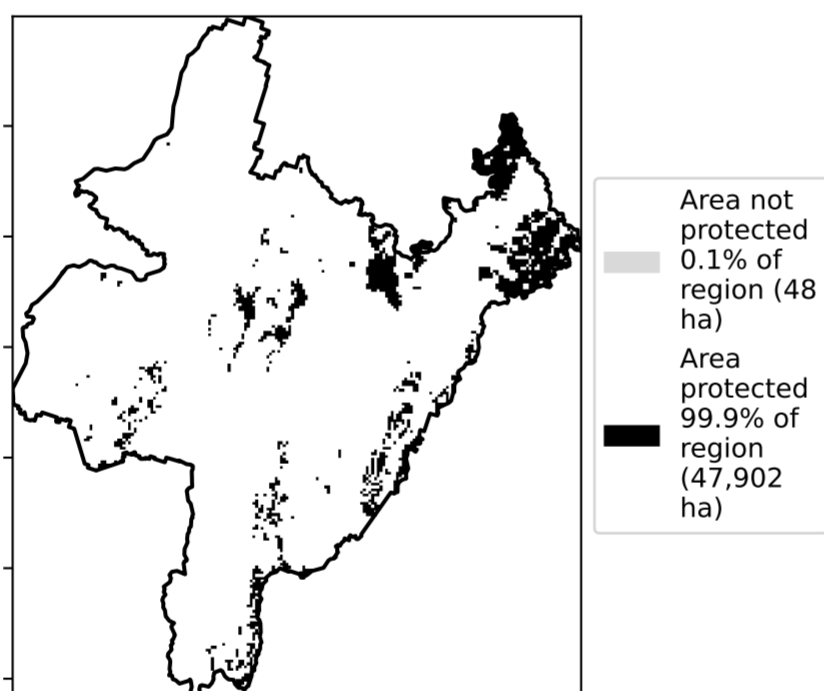 Area not
protected
0.1% of
region (48
ha)
Area
protected
99.9% of
region
(47,902
ha)